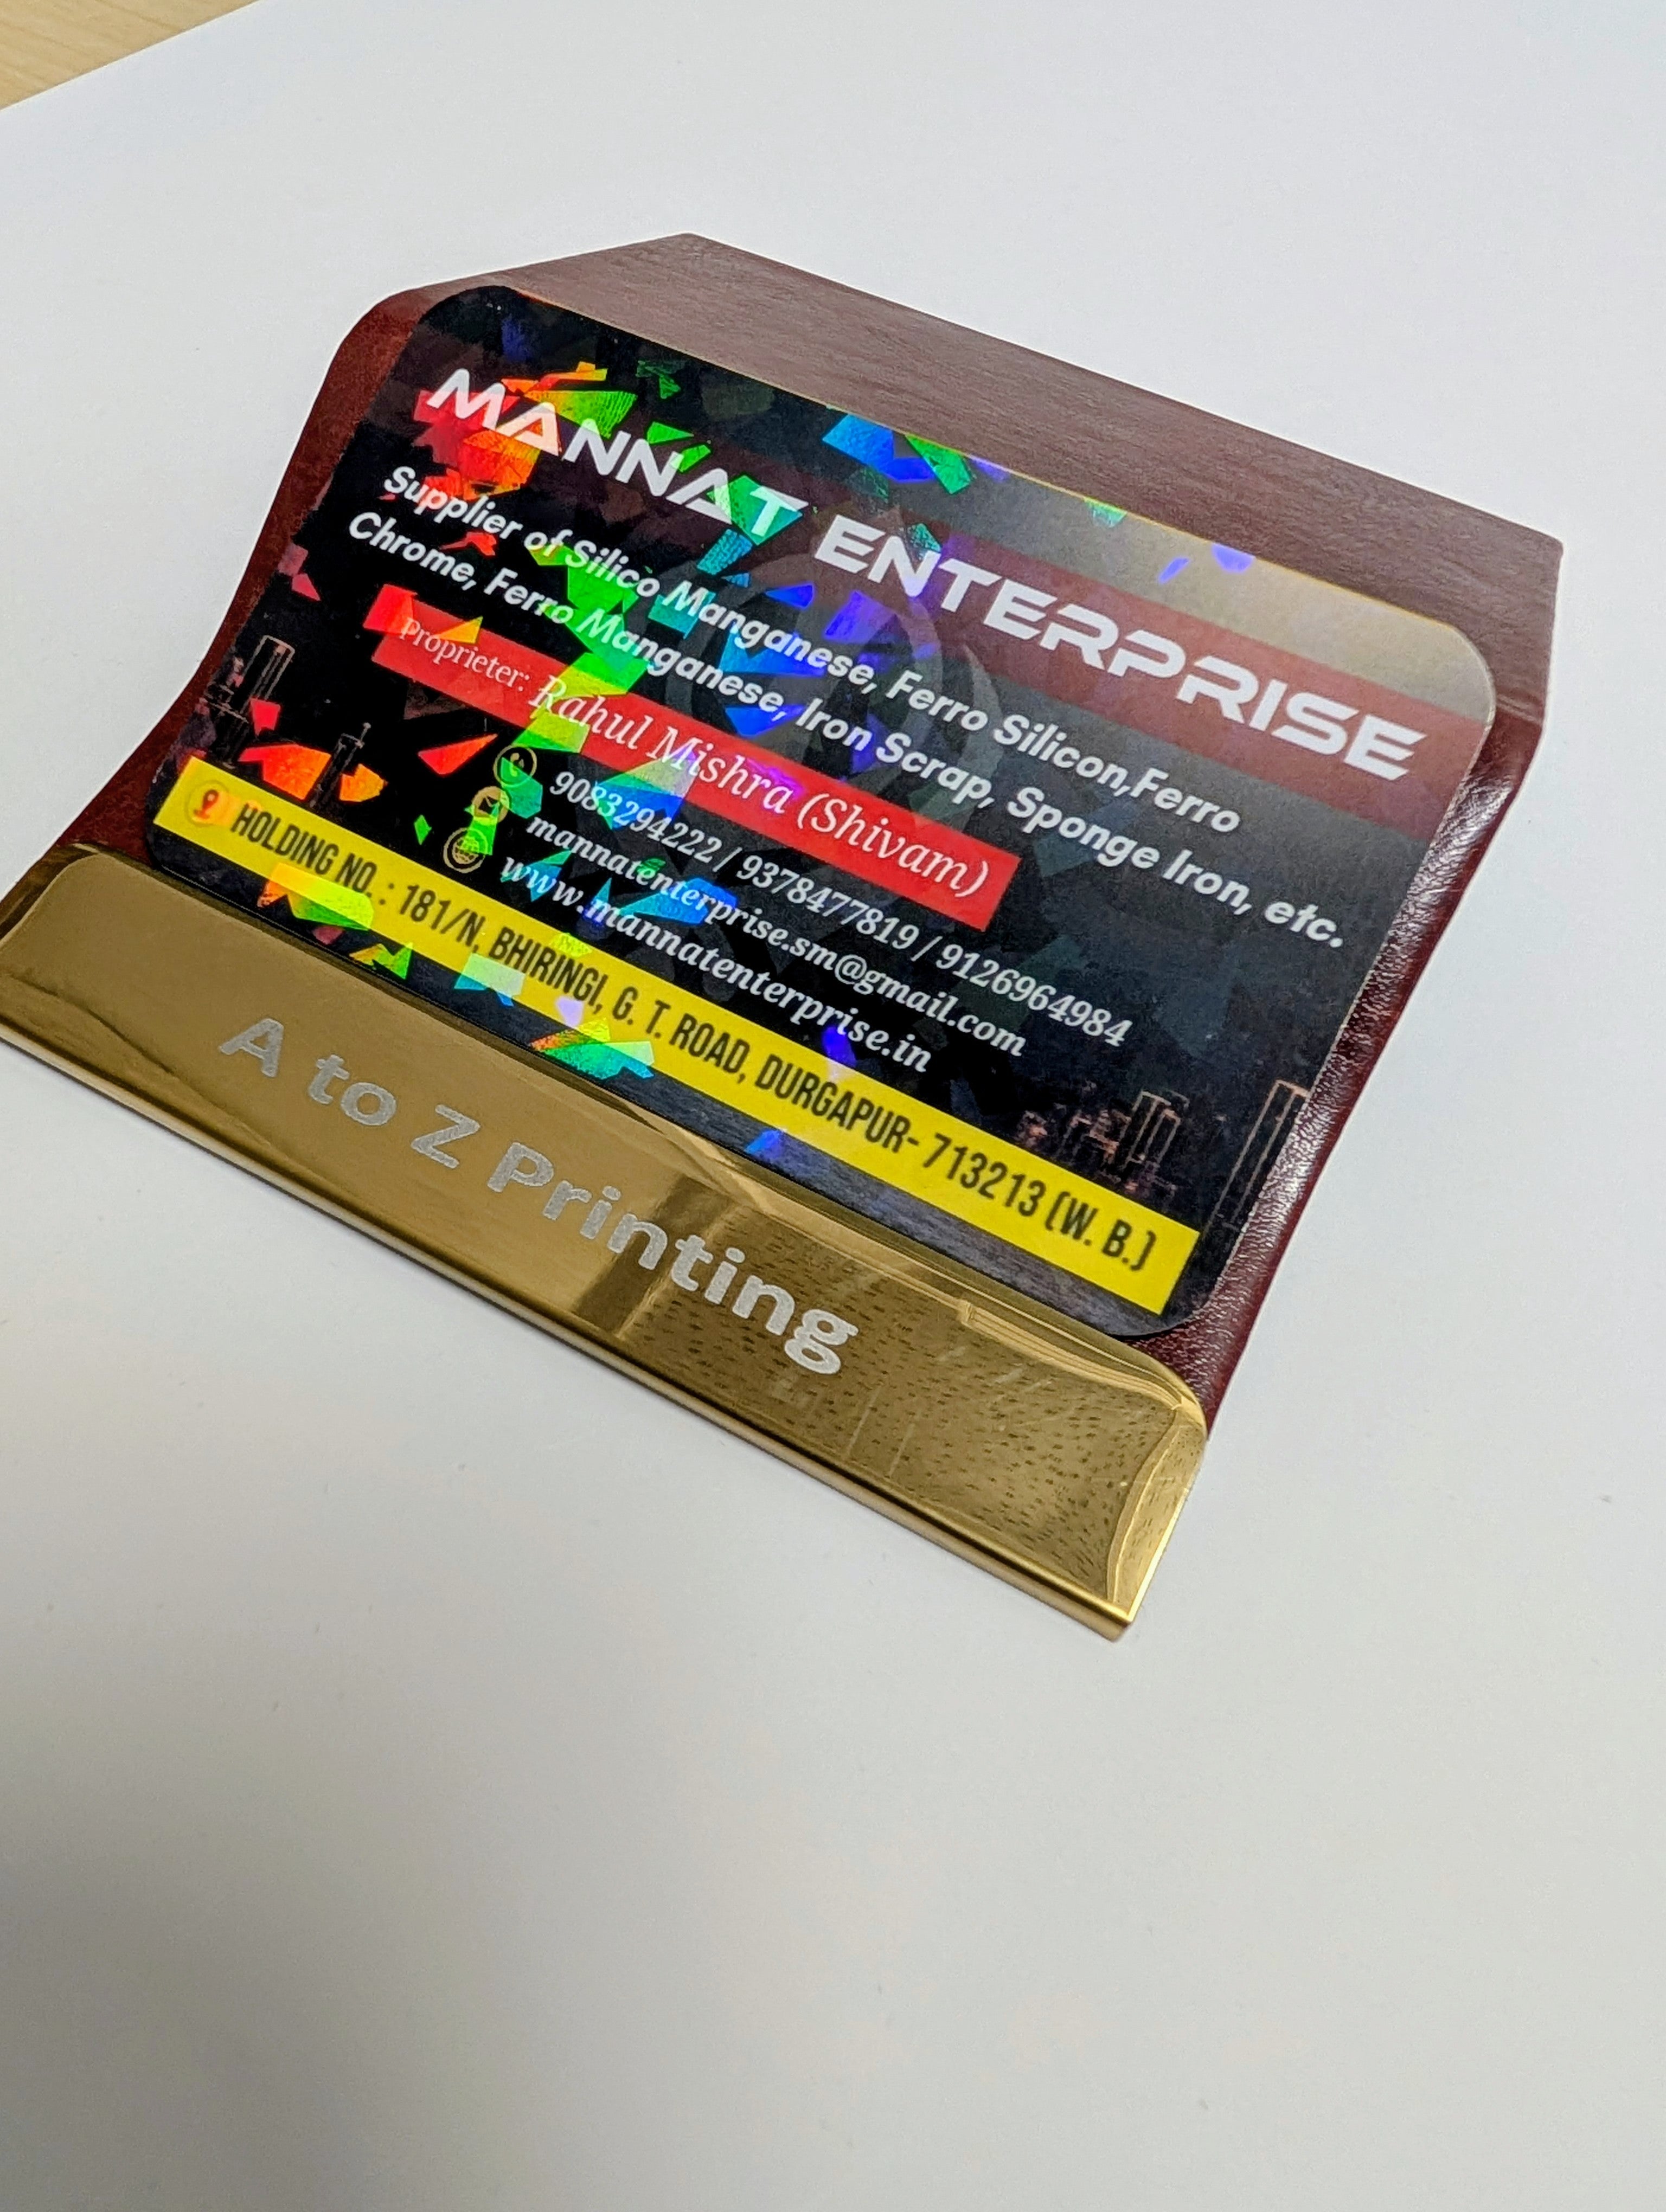 MANNAT ENTERPRISE
Supplier of Silico Manganese, Ferro Silicon,Ferro
Chrome, Ferro Manganese, Iron Scrap, Sponge Iron, etc.
Proprieter: Rahul Mishra (Shivam)
9083294222 / 9378477819 / 9126964984
mannatenterprise.sm@gmail.com
www.mannatenterprise.in
HOLDING NO. : 181/N, BHIRINGI, G. T. ROAD, DURGAPUR- 713213 (W. B.)
A to Z Printing